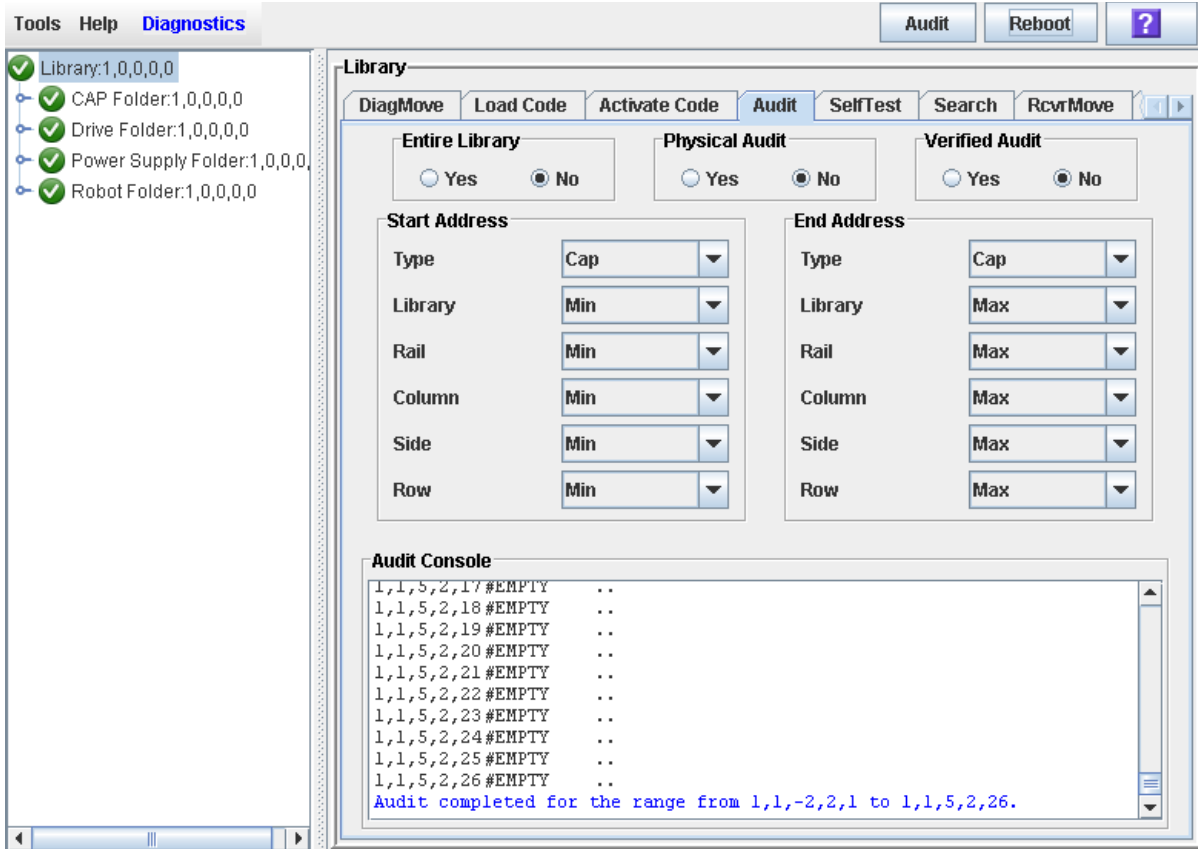 Tools Help Diagnostics Audit Reboot ?
Library:1,0,0,0,0
CAP Folder:1,0,0,0,0
Drive Folder:1,0,0,0,0
Power Supply Folder:1,0,0,0,
Robot Folder:1,0,0,0,0
Library
DiagMove Load Code Activate Code Audit SelfTest Search RcvrMove
Entire Library Physical Audit Verified Audit
Yes No Yes No Yes No
Start Address End Address
Type Cap Type Cap
Library Min Library Max
Rail Min Rail Max
Column Min Column Max
Side Min Side Max
Row Min Row Max
Audit Console
1,1,5,2,17#EMPTY ..
1,1,5,2,18#EMPTY ..
1,1,5,2,19#EMPTY ..
1,1,5,2,20#EMPTY ..
1,1,5,2,21#EMPTY ..
1,1,5,2,22#EMPTY ..
1,1,5,2,23#EMPTY ..
1,1,5,2,24#EMPTY ..
1,1,5,2,25#EMPTY ..
1,1,5,2,26#EMPTY ..
Audit completed for the range from 1,1,-2,2,1 to 1,1,5,2,26.